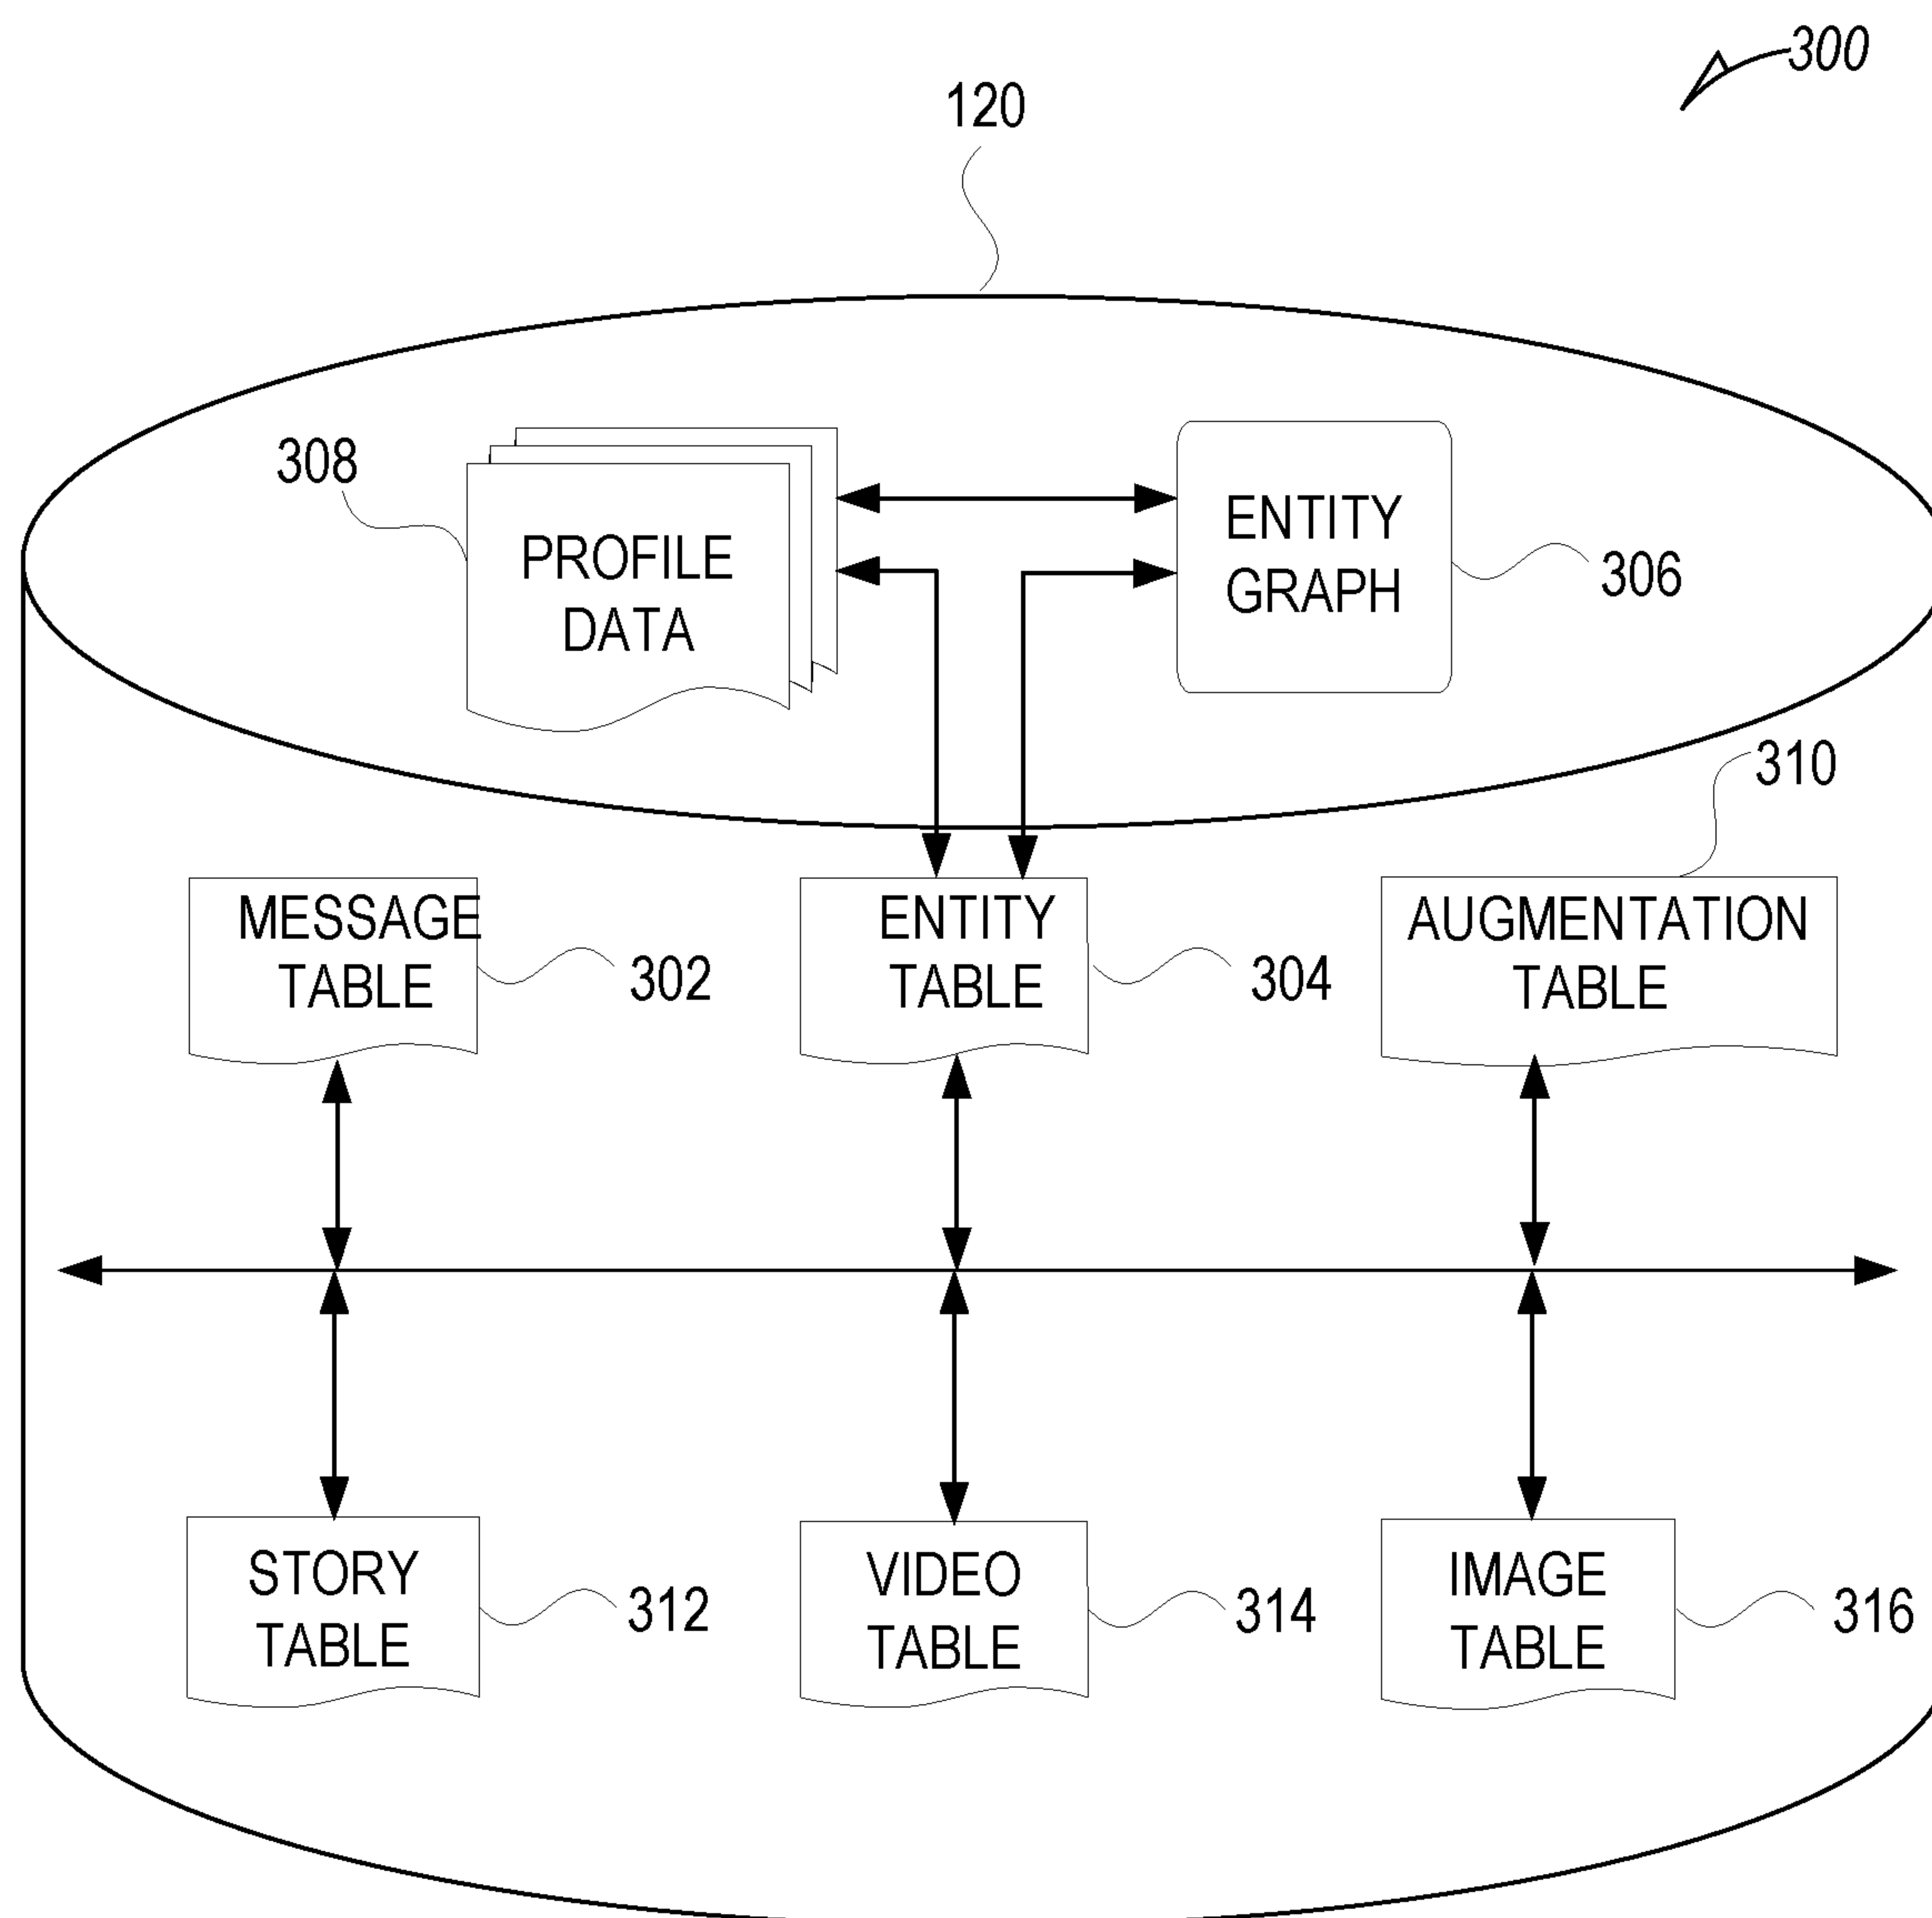 300
120
308
PROFILE
DATA
ENTITY
GRAPH
306
310
MESSAGE
TABLE
302
ENTITY
TABLE
304
AUGMENTATION
TABLE
STORY
TABLE
312
VIDEO
TABLE
314
IMAGE
TABLE
316